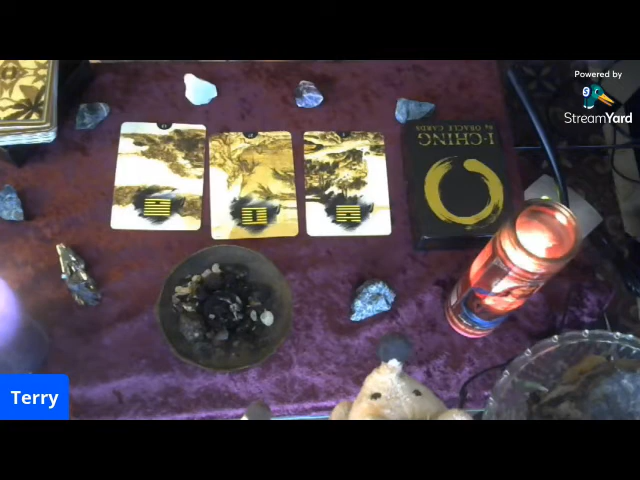 Powered by
StreamYard
I·CHING
ORACLE CARDS
Terry